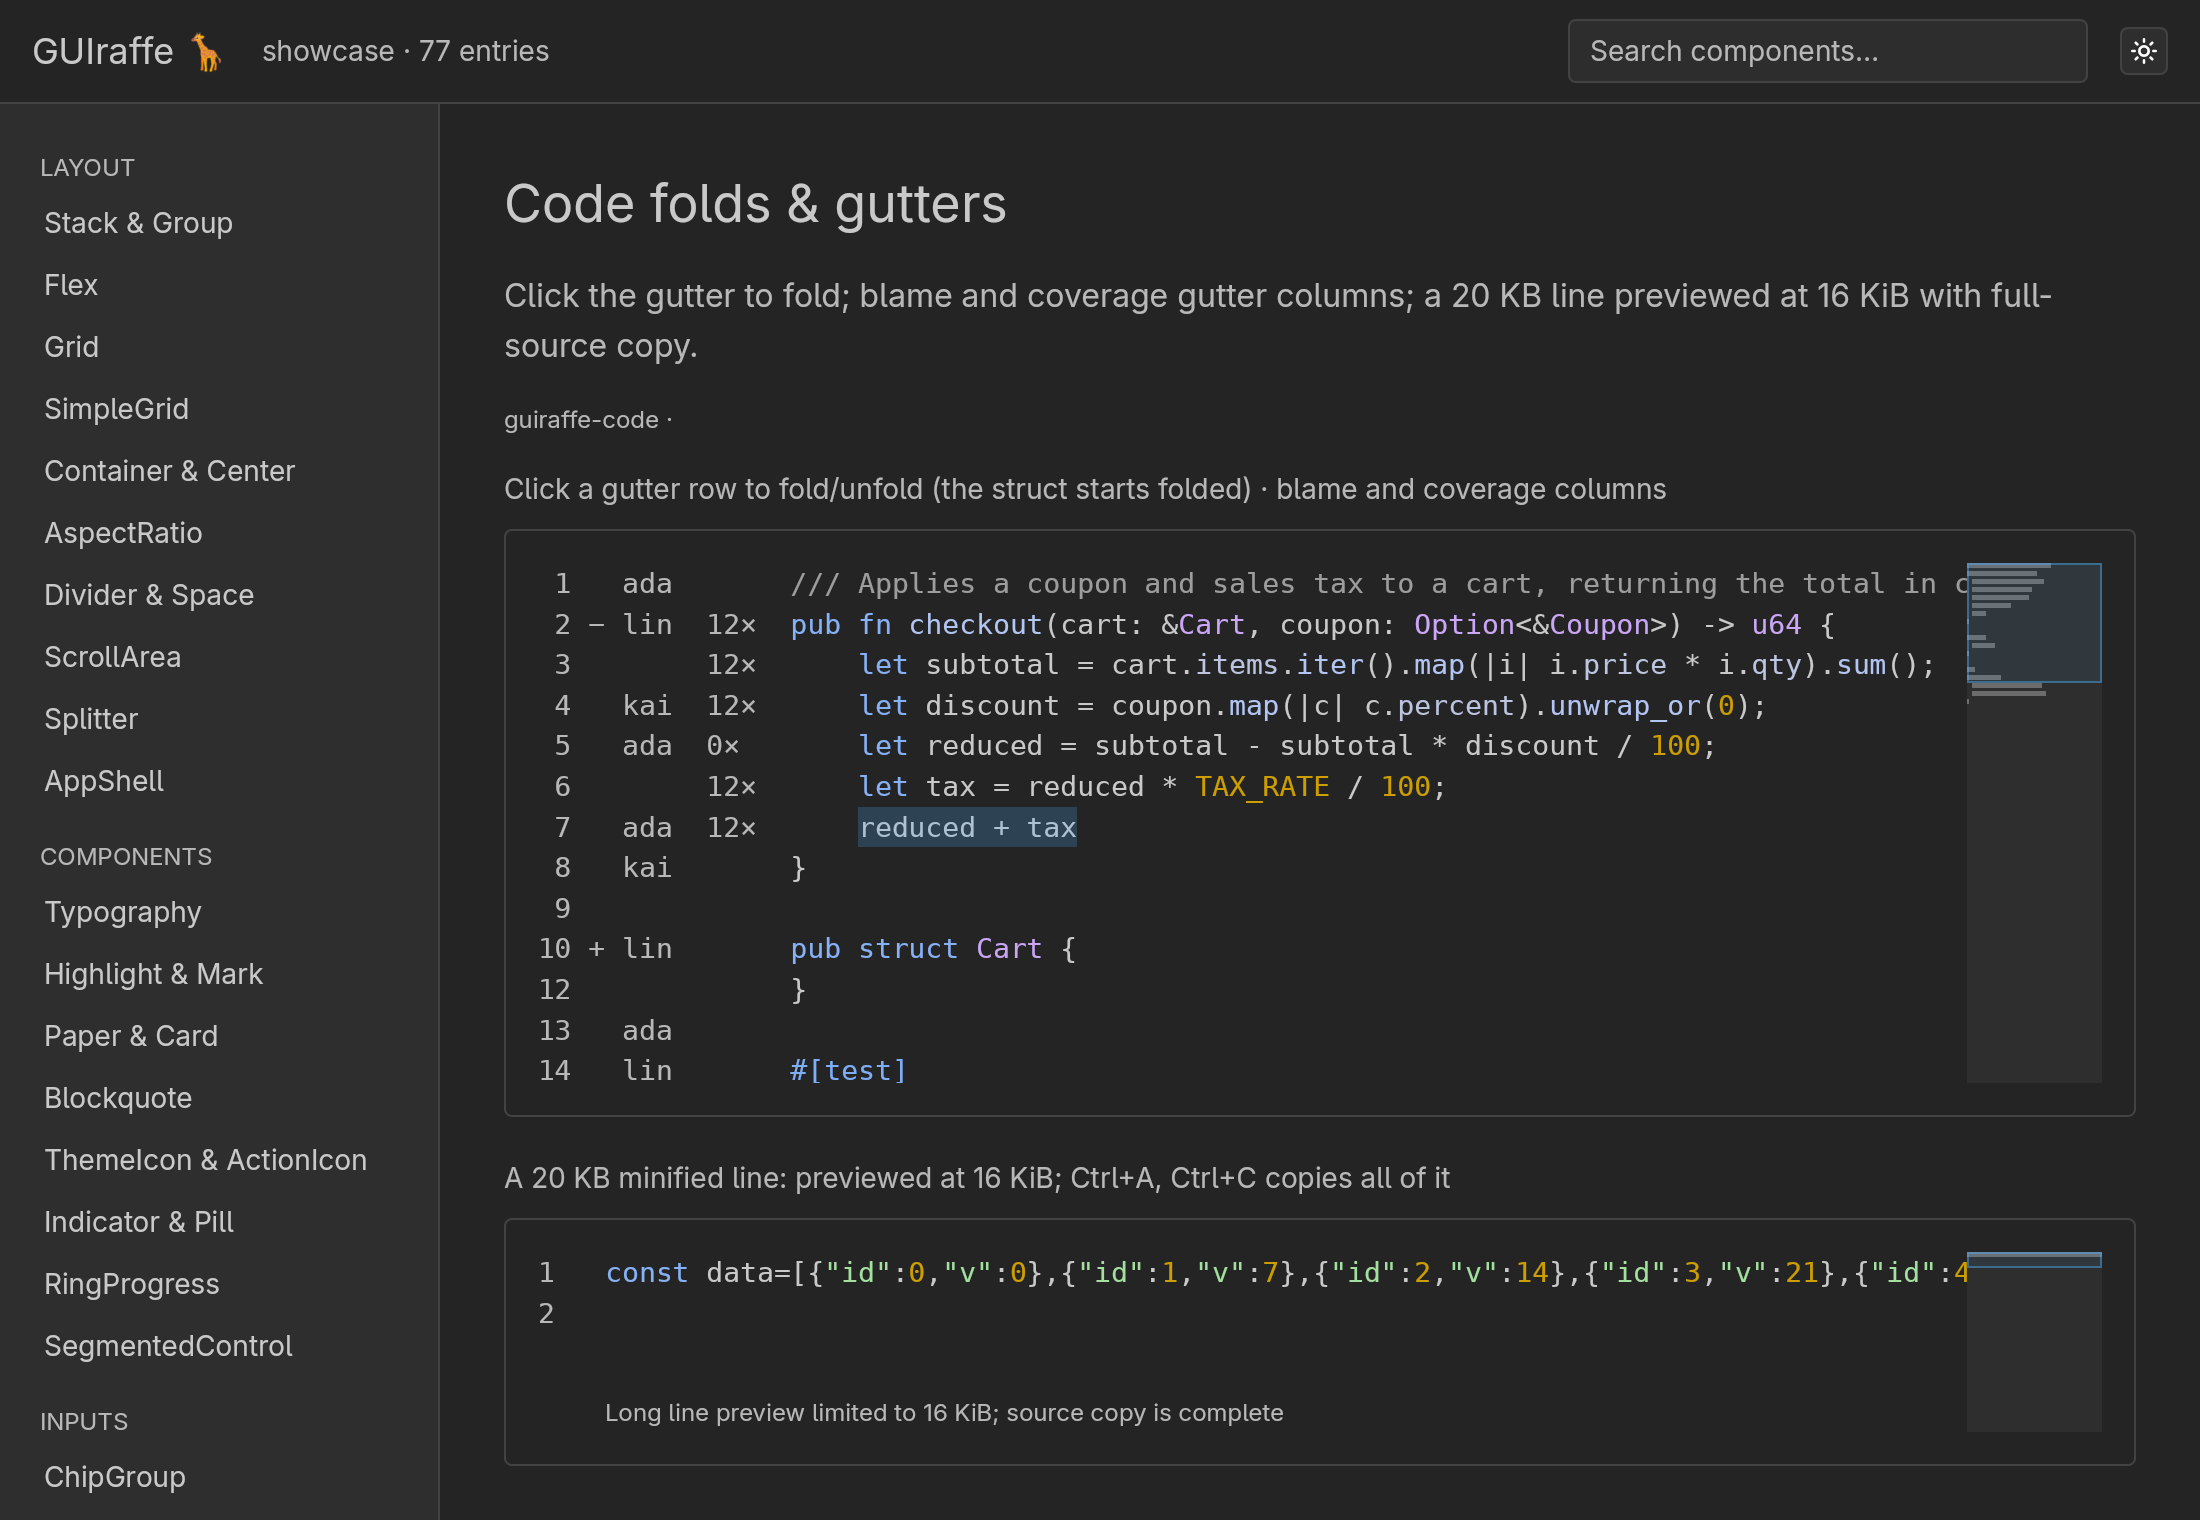 GUIraffe 🦒 showcase · 77 entries
Search components...
LAYOUT
Stack & Group
Flex
Grid
SimpleGrid
Container & Center
AspectRatio
Divider & Space
ScrollArea
Splitter
AppShell
COMPONENTS
Typography
Highlight & Mark
Paper & Card
Blockquote
ThemeIcon & ActionIcon
Indicator & Pill
RingProgress
SegmentedControl
INPUTS
ChipGroup
Code folds & gutters
Click the gutter to fold; blame and coverage gutter columns; a 20 KB line previewed at 16 KiB with full-
source copy.
guiraffe-code ·
Click a gutter row to fold/unfold (the struct starts folded) · blame and coverage columns
1 ada /// Applies a coupon and sales tax to a cart, returning the total in c
2 − lin 12× pub fn checkout(cart: &Cart, coupon: Option<&Coupon>) -> u64 {
3 12× let subtotal = cart.items.iter().map(|i| i.price * i.qty).sum();
4 kai 12× let discount = coupon.map(|c| c.percent).unwrap_or(0);
5 ada 0× let reduced = subtotal - subtotal * discount / 100;
6 12× let tax = reduced * TAX_RATE / 100;
7 ada 12× reduced + tax
8 kai }
9
10 + lin pub struct Cart {
12 }
13 ada
14 lin #[test]
A 20 KB minified line: previewed at 16 KiB; Ctrl+A, Ctrl+C copies all of it
1 const data=[{"id":0,"v":0},{"id":1,"v":7},{"id":2,"v":14},{"id":3,"v":21},{"id":4
2
Long line preview limited to 16 KiB; source copy is complete